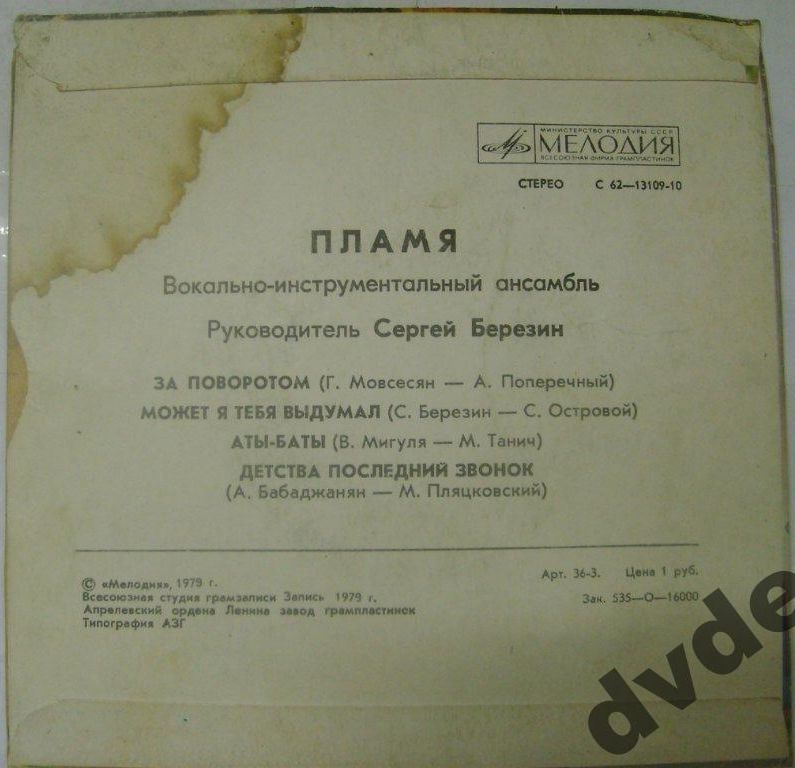 МИНИСТЕРСТВО КУЛЬТУРЫ СССР
МЕЛОДИЯ
ВСЕСОЮЗНАЯ ФИРМА ГРАМПЛАСТИНОК
СТЕРЕО С 62—13109-10
ПЛАМЯ
Вокально-инструментальный ансамбль
Руководитель Сергей Березин
ЗА ПОВОРОТОМ (Г. Мовсесян — А. Поперечный)
МОЖЕТ Я ТЕБЯ ВЫДУМАЛ (С. Березин — С. Островой)
АТЫ-БАТЫ (В. Мигуля — М. Танич)
ДЕТСТВА ПОСЛЕДНИЙ ЗВОНОК
(А. Бабаджанян — М. Пляцковский)
© «Мелодия», 1979 г.
Всесоюзная студия грамзаписи Запись 1979 г.
Апрелевский ордена Ленина завод грампластинок
Типография АЗГ
Арт. 36-3. Цена 1 руб.
Зак. 535—О—16000
dvde